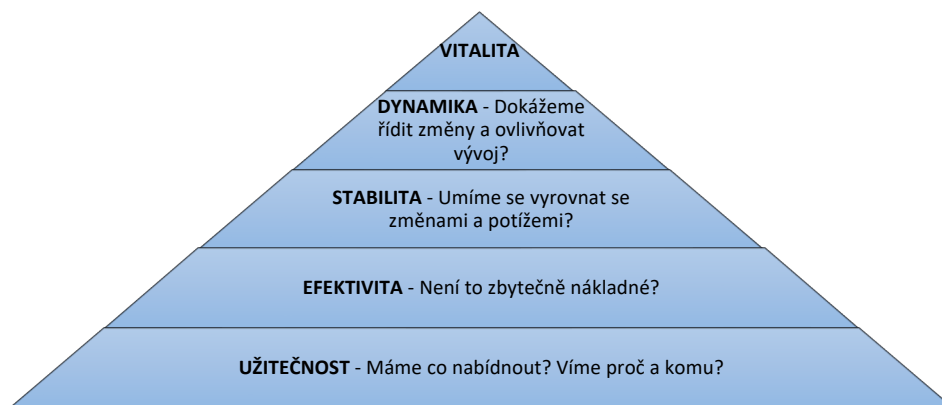 VITALITA
DYNAMIKA - Dokážeme
řídit změny a ovlivňovat
vývoj?
STABILITA - Umíme se vyrovnat se
změnami a potížemi?
EFEKTIVITA - Není to zbytečně nákladné?
UŽITEČNOST - Máme co nabídnout? Víme proč a komu?